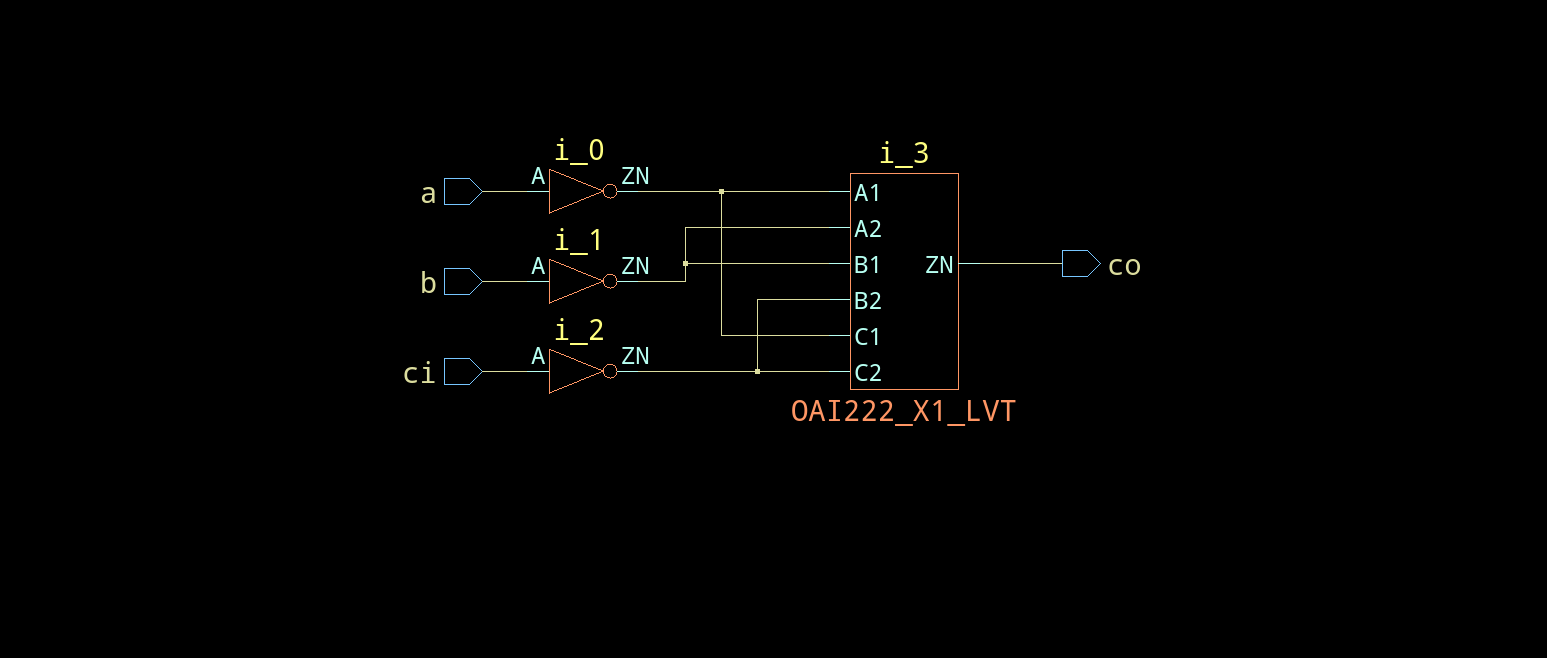 i_0
i_3
a
A
ZN
A1
A2
i_1
b
A
ZN
B1
ZN
co
B2
i_2
ci
A
ZN
C1
C2
OAI222_X1_LVT